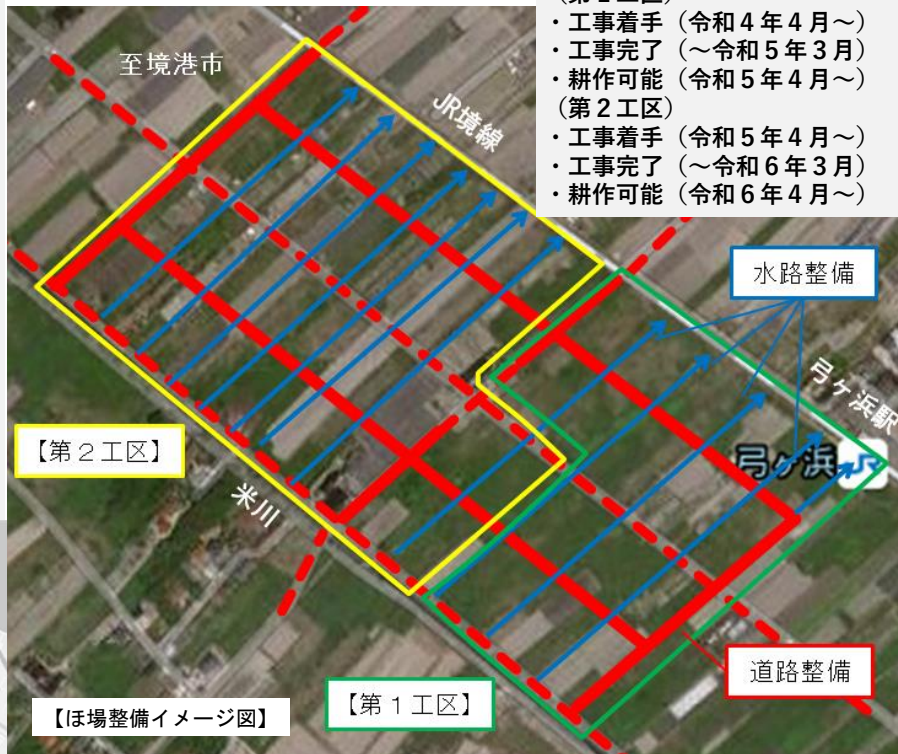 (第1工区)
・工事着手（令和４年４月～）
・工事完了（～令和５年３月）
・耕作可能（令和５年４月～）
（第２工区）
・工事着手（令和５年４月～）
・工事完了（～令和６年３月）
・耕作可能（令和６年４月～）
至境港市
JR境線
水路整備
弓ヶ浜駅
弓ヶ浜
【第２工区】
米川
道路整備
【第１工区】
【ほ場整備イメージ図】